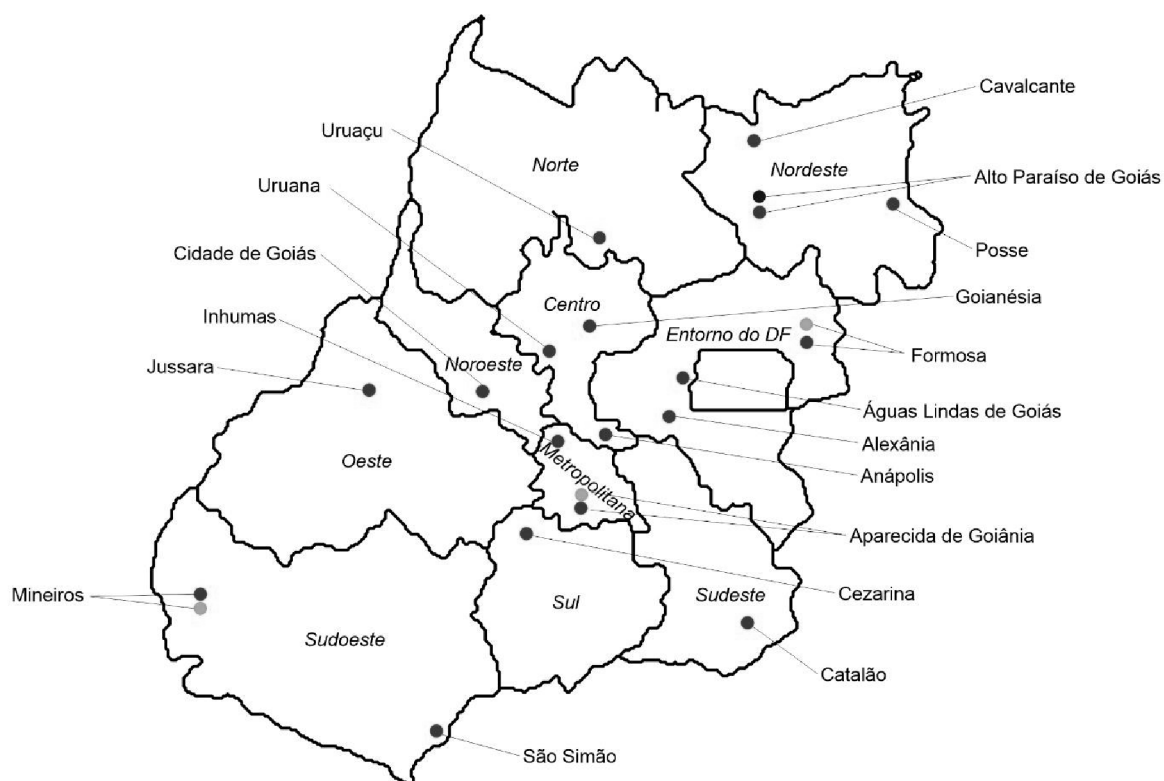 Cavalcante
Uruaçu
Norte
Nordeste
Alto Paraíso de Goiás
Uruana
Posse
Cidade de Goiás
Goianésia
Centro
Inhumas
Entorno do DF
Formosa
Noroeste
Jussara
Águas Lindas de Goiás
Alexânia
Oeste
Anápolis
Metropolitana
Aparecida de Goiânia
Mineiros
Cezarina
Sul
Sudeste
Sudoeste
Catalão
São Simão